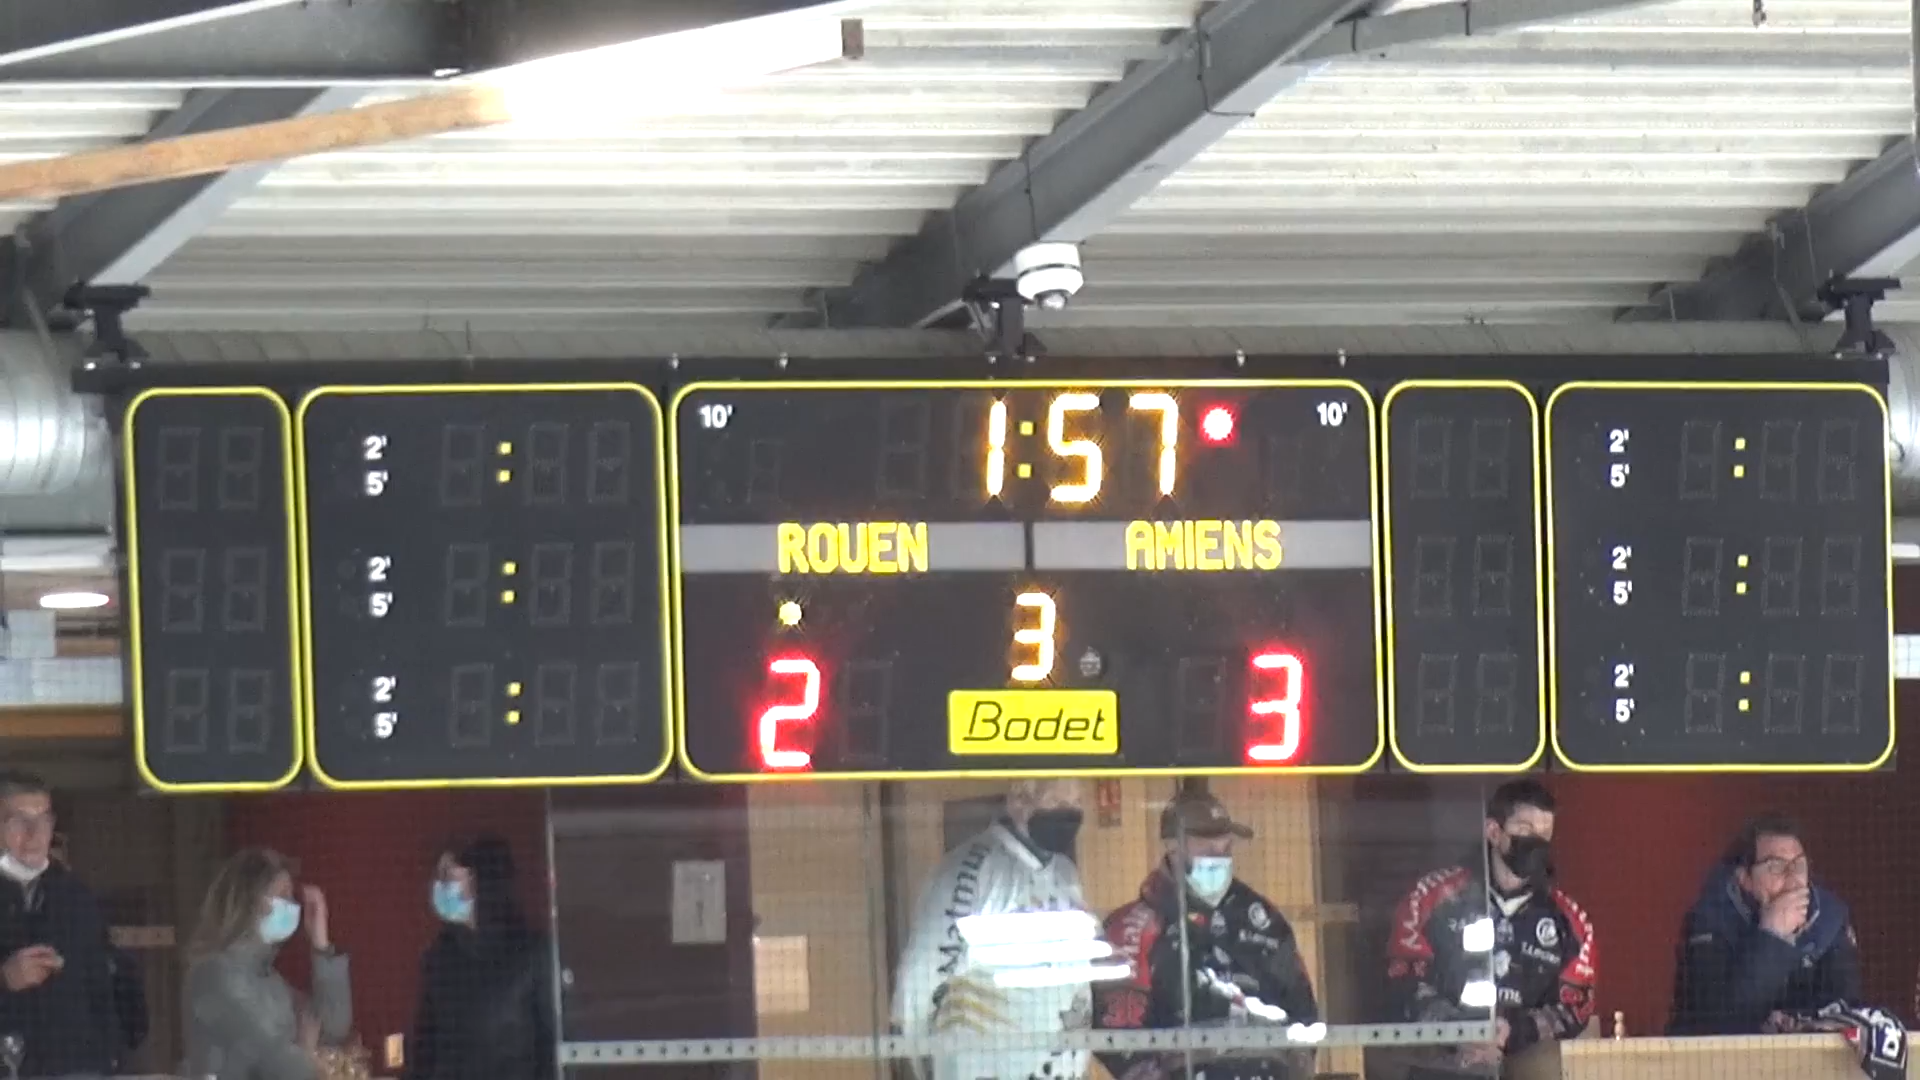 10' 1:57 10'
2' : 2' :
5' 5'
ROUEN AMIENS
2' : 2' :
5' 5'
3
2 3
2' : 2' :
5' 5'
Bodet
Matmut